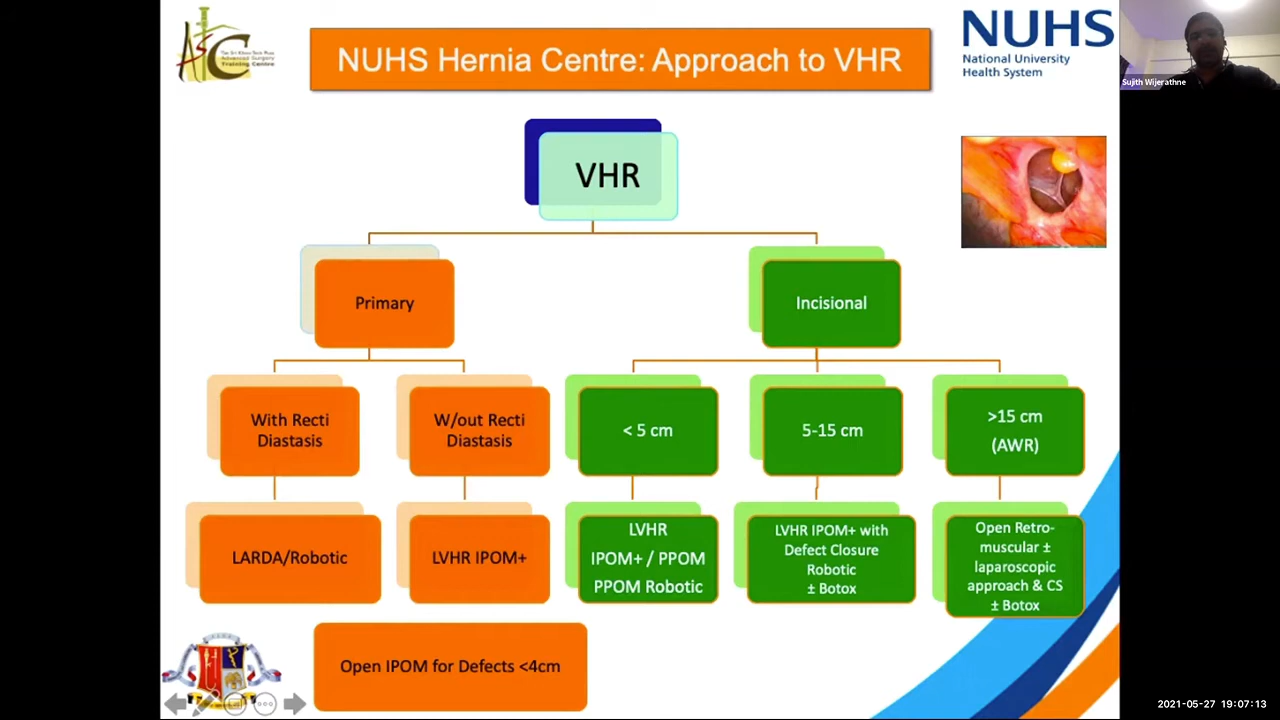 NUHS Hernia Centre: Approach to VHR
NUHS
National University
Health System
Sujith Wijerathne
VHR
Primary
Incisional
With Recti
Diastasis
W/out Recti
Diastasis
< 5 cm
5-15 cm
>15 cm
(AWR)
LARDA/Robotic
LVHR IPOM+
LVHR
IPOM+ / PPOM
PPOM Robotic
LVHR IPOM+ with
Defect Closure
Robotic
± Botox
Open Retro-
muscular ±
laparoscopic
approach & CS
± Botox
Open IPOM for Defects <4cm
2021-05-27 19:07:13